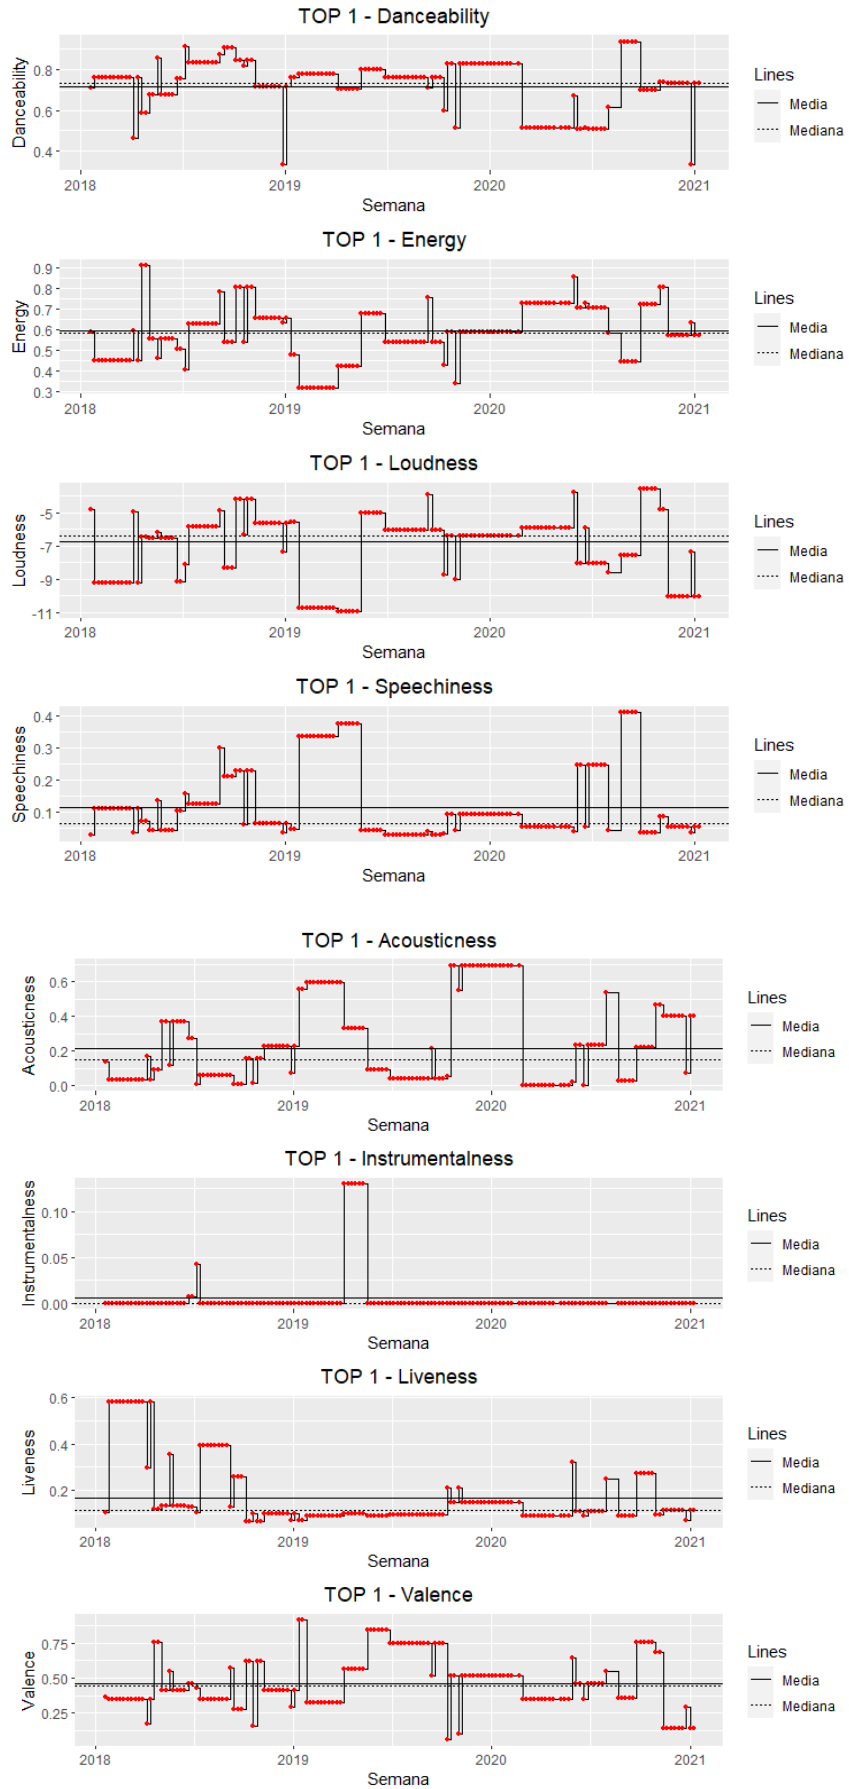 TOP 1 - Danceability
Danceability
0.8
0.6
0.4
2018 2019 2020 2021
Semana
Lines
Media
Mediana
TOP 1 - Energy
Energy
0.9
0.8
0.7
0.6
0.5
0.4
0.3
2018 2019 2020 2021
Semana
Lines
Media
Mediana
TOP 1 - Loudness
Loudness
-5
-7
-9
-11
2018 2019 2020 2021
Semana
Lines
Media
Mediana
TOP 1 - Speechiness
Speechiness
0.4
0.3
0.2
0.1
2018 2019 2020 2021
Semana
Lines
Media
Mediana
TOP 1 - Acousticness
Acousticness
0.6
0.4
0.2
0.0
2018 2019 2020 2021
Semana
Lines
Media
Mediana
TOP 1 - Instrumentalness
Instrumentalness
0.10
0.05
0.00
2018 2019 2020 2021
Semana
Lines
Media
Mediana
TOP 1 - Liveness
Liveness
0.6
0.4
0.2
2018 2019 2020 2021
Semana
Lines
Media
Mediana
TOP 1 - Valence
Valence
0.75
0.50
0.25
2018 2019 2020 2021
Semana
Lines
Media
Mediana